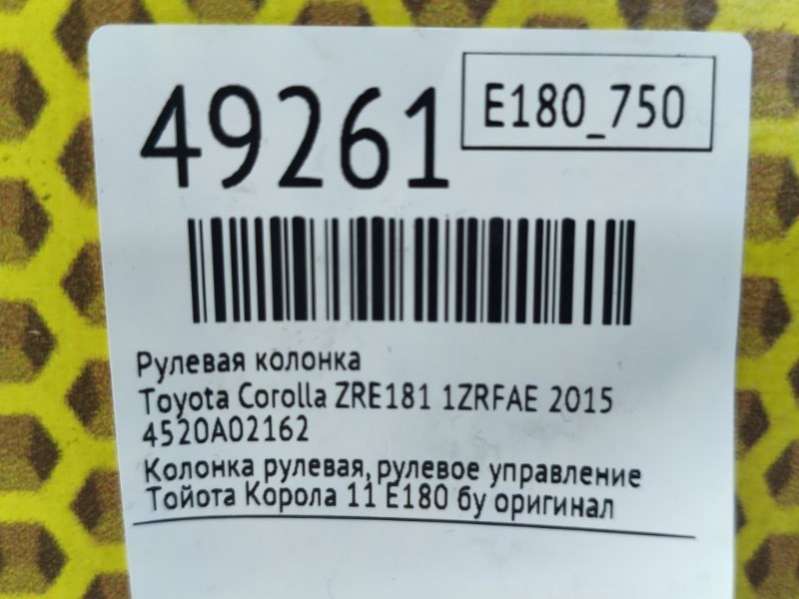 49261
E180_750
Рулевая колонка
Toyota Corolla ZRE181 1ZRFAE 2015
4520A02162
Колонка рулевая, рулевое управление
Тойота Корола 11 Е180 бу оригинал